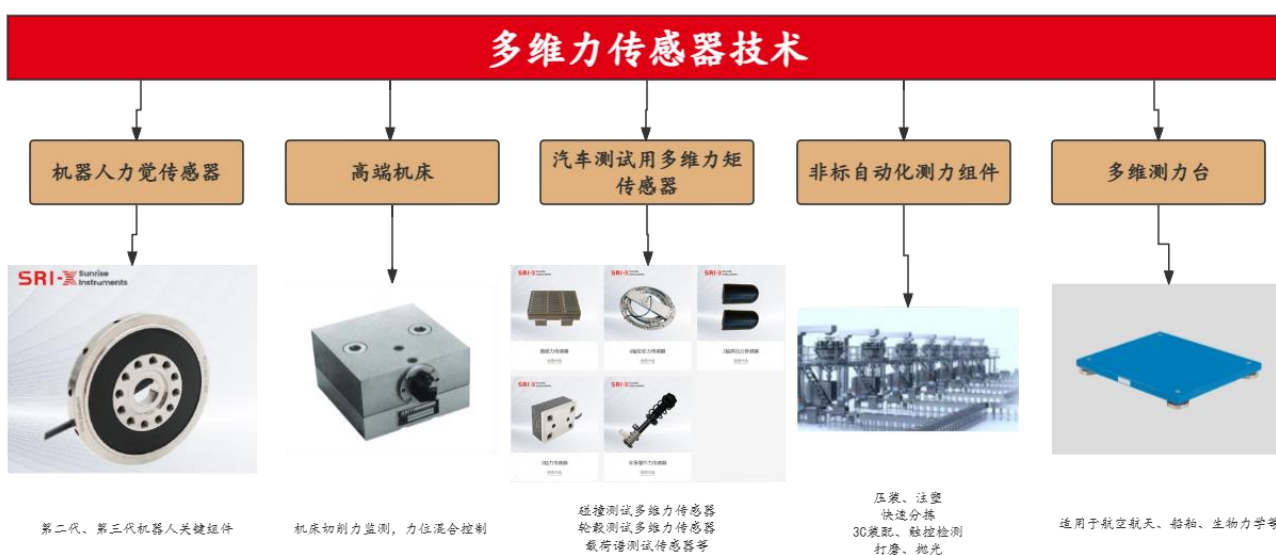 多维力传感器技术
机器人力觉传感器
高端机床
汽车测试用多维力矩
传感器
非标自动化测力组件
多维测力台
SRI-X Sunrise
Instruments
SRI-X
SRI-X
SRI-X
SRI-X
SRI-X
第二代、第三代机器人关键组件
机床切削力监测，力位混合控制
碰撞测试多维力传感器
轮毂测试多维力传感器
载荷谱测试传感器等
压装、注塑
快速分拣
3C装配、触控检测
打磨、抛光
适用于航空航天、船舶、生物力学等